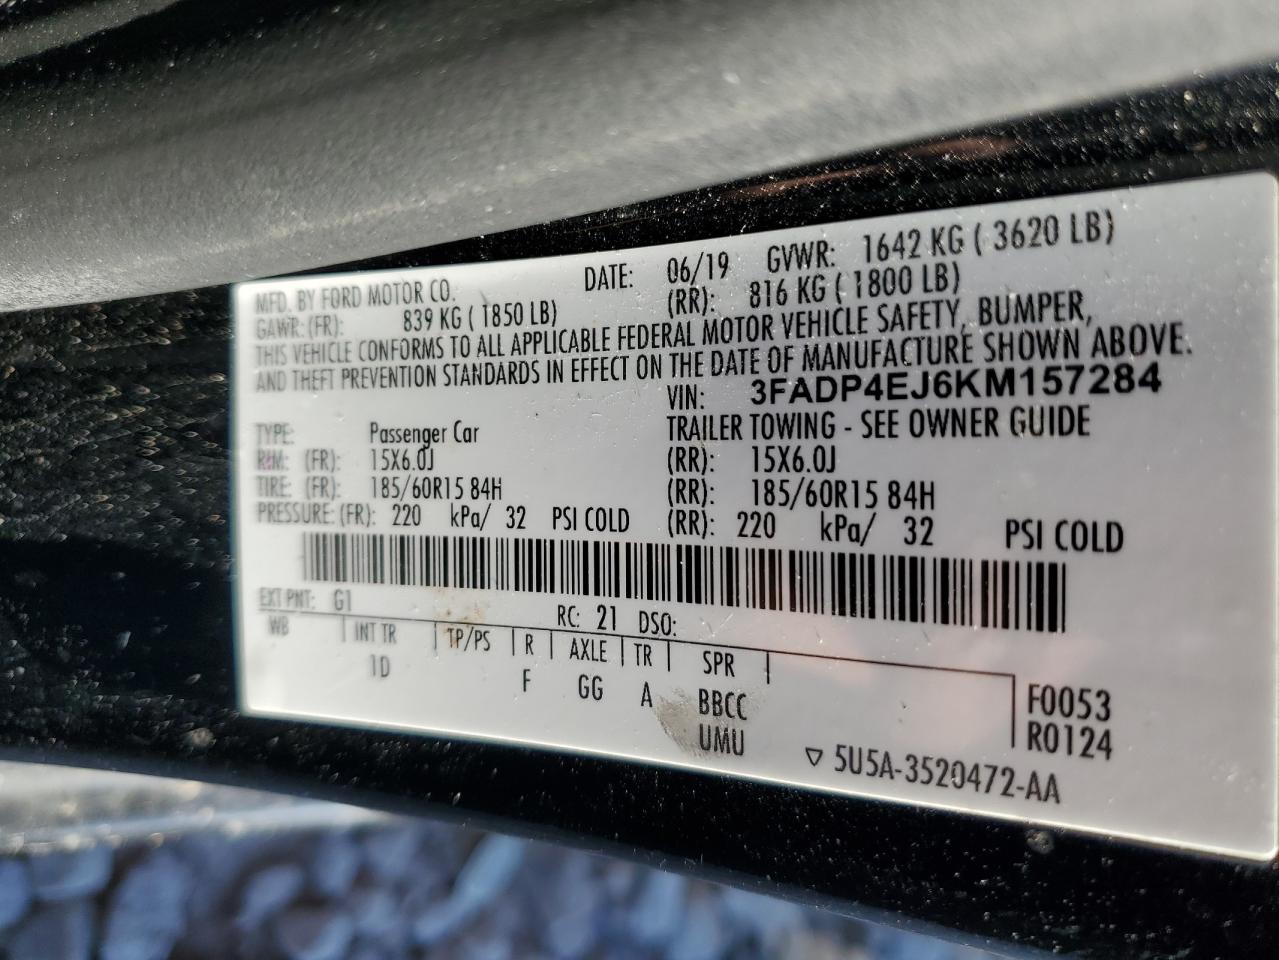 MFD. BY FORD MOTOR CO. DATE: 06/19 GVWR: 1642 KG ( 3620 LB)
GAWR: (FR): 839 KG ( 1850 LB) (RR): 816 KG ( 1800 LB)
THIS VEHICLE CONFORMS TO ALL APPLICABLE FEDERAL MOTOR VEHICLE SAFETY, BUMPER,
AND THEFT PREVENTION STANDARDS IN EFFECT ON THE DATE OF MANUFACTURE SHOWN ABOVE.
VIN: 3FADP4EJ6KM157284
TYPE: Passenger Car TRAILER TOWING - SEE OWNER GUIDE
RIM: (FR): 15X6.0J (RR): 15X6.0J
TIRE: (FR): 185/60R15 84H (RR): 185/60R15 84H
PRESSURE: (FR): 220 kPa/ 32 PSI COLD (RR): 220 kPa/ 32 PSI COLD
EXT PNT: G1 RC: 21 DSO:
WB INT TR TP/PS R AXLE TR SPR
1D F GG A BBCC F0053
UMU R0124
▽ 5U5A-3520472-AA